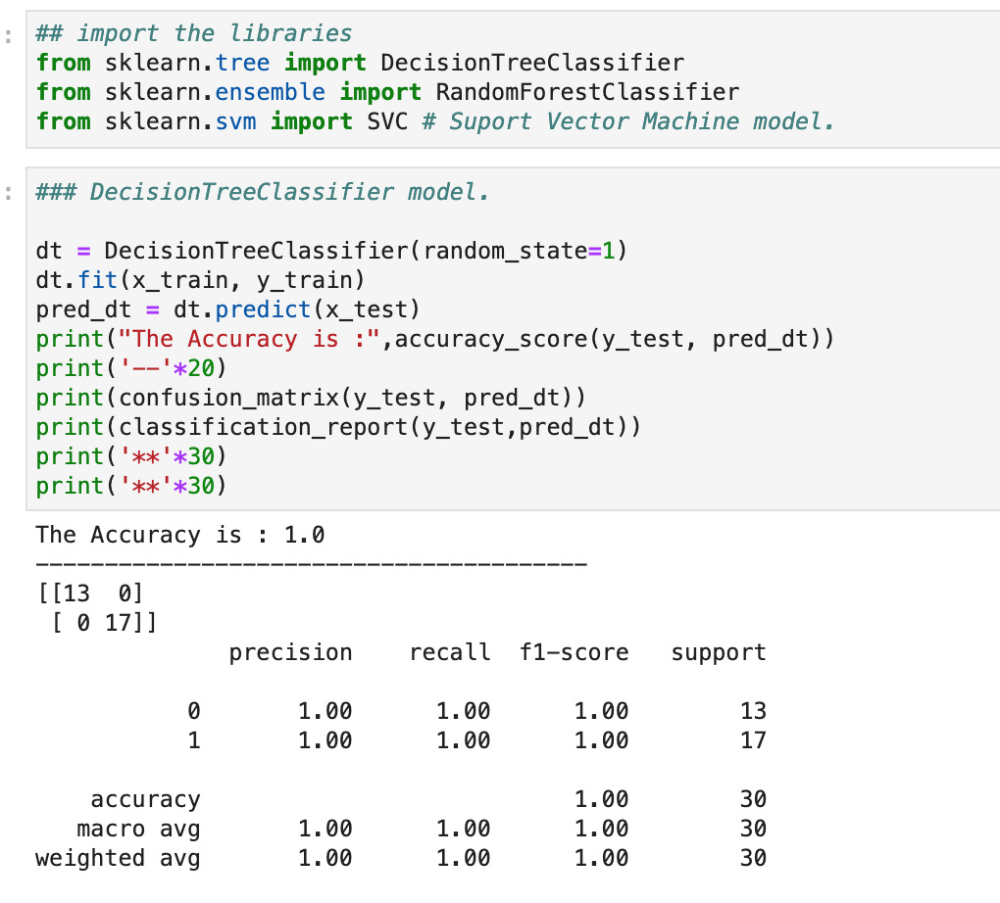 :
## import the libraries
from sklearn.tree import DecisionTreeClassifier
from sklearn.ensemble import RandomForestClassifier
from sklearn.svm import SVC # Suport Vector Machine model.
:
### DecisionTreeClassifier model.
dt = DecisionTreeClassifier(random_state=1)
dt.fit(x_train, y_train)
pred_dt = dt.predict(x_test)
print("The Accuracy is :",accuracy_score(y_test, pred_dt))
print('--'*20)
print(confusion_matrix(y_test, pred_dt))
print(classification_report(y_test,pred_dt))
print('**'*30)
print('**'*30)
The Accuracy is : 1.0
----------------------------------------
[[13  0]
 [ 0 17]]
              precision    recall  f1-score   support
           0       1.00      1.00      1.00        13
           1       1.00      1.00      1.00        17
    accuracy                           1.00        30
   macro avg       1.00      1.00      1.00        30
weighted avg       1.00      1.00      1.00        30